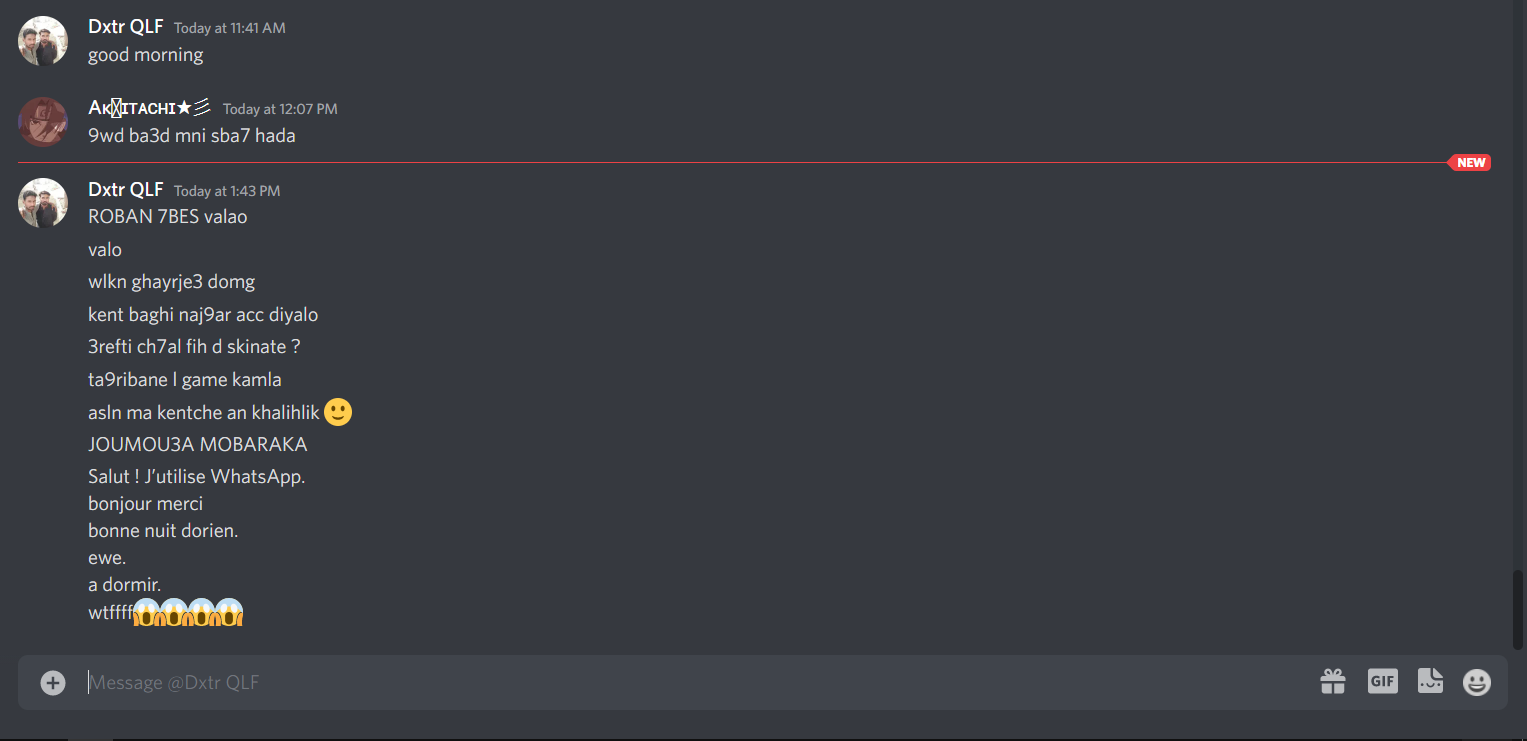 Dxtr QLF Today at 11:41 AM
good morning
Aᴋ ɪᴛᴀᴄʜɪ★彡 Today at 12:07 PM
9wd ba3d mni sba7 hada
NEW
Dxtr QLF Today at 1:43 PM
ROBAN 7BES valao
valo
wlkn ghayrje3 domg
kent baghi naj9ar acc diyalo
3refti ch7al fih d skinate ?
ta9ribane l game kamla
asln ma kentche an khalihlik 🙂
JOUMOU3A MOBARAKA
Salut ! J’utilise WhatsApp.
bonjour merci
bonne nuit dorien.
ewe.
a dormir.
wtffff😱😱😱😱
Message @Dxtr QLF
GIF